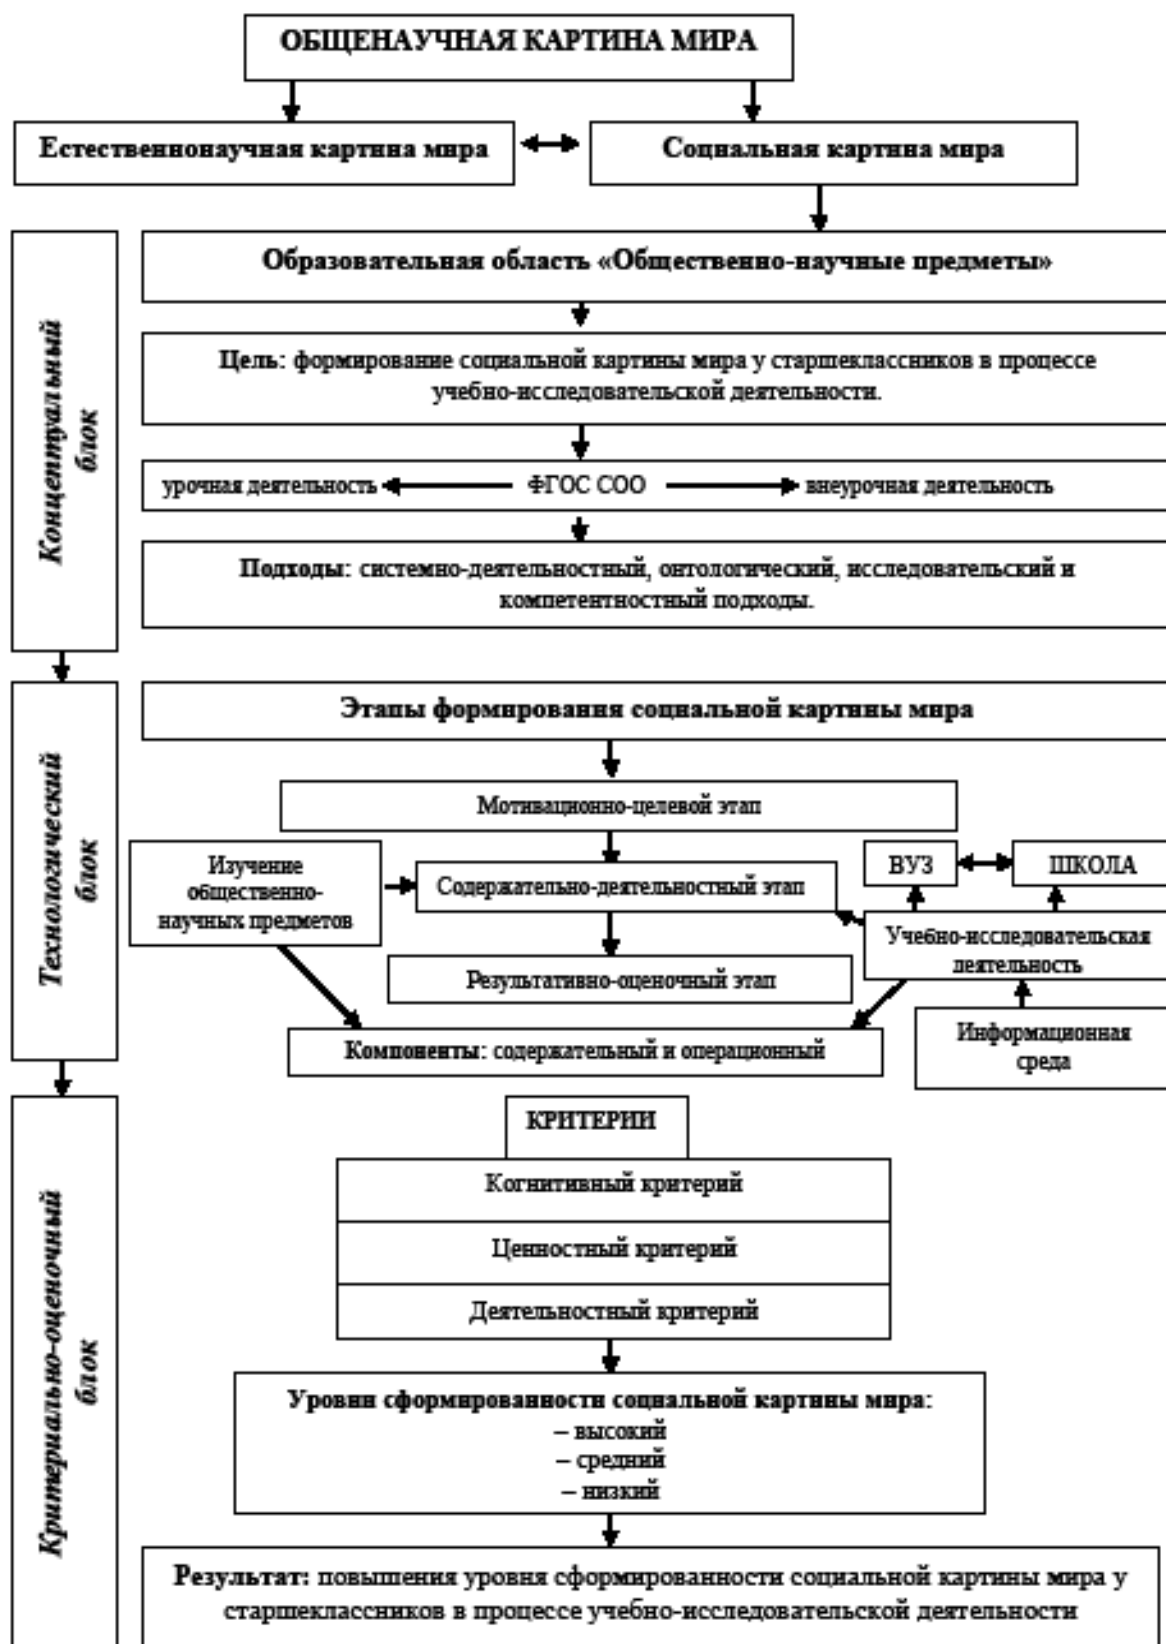 ОБЩЕНАУЧНАЯ КАРТИНА МИРА
Естественнонаучная картина мира
Социальная картина мира
Концептуальный
блок
Образовательная область «Общественно-научные предметы»
Цель: формирование социальной картины мира у старшеклассников в процессе
учебно-исследовательской деятельности.
урочная деятельность ФГОС СОО внеурочная деятельность
Подходы: системно-деятельностный, онтологический, исследовательский и
компетентностный подходы.
Технологический
блок
Этапы формирования социальной картины мира
Мотивационно-целевой этап
Изучение
общественно-
научных предметов
Содержательно-деятельностный этап
ВУЗ
ШКОЛА
Учебно-исследовательская
деятельность
Результативно-оценочный этап
Информационная
среда
Компоненты: содержательный и операционный
Критериально-оценочный
блок
КРИТЕРИИ
Когнитивный критерий
Ценностный критерий
Деятельностный критерий
Уровни сформированности социальной картины мира:
– высокий
– средний
– низкий
Результат: повышения уровня сформированности социальной картины мира у
старшеклассников в процессе учебно-исследовательской деятельности